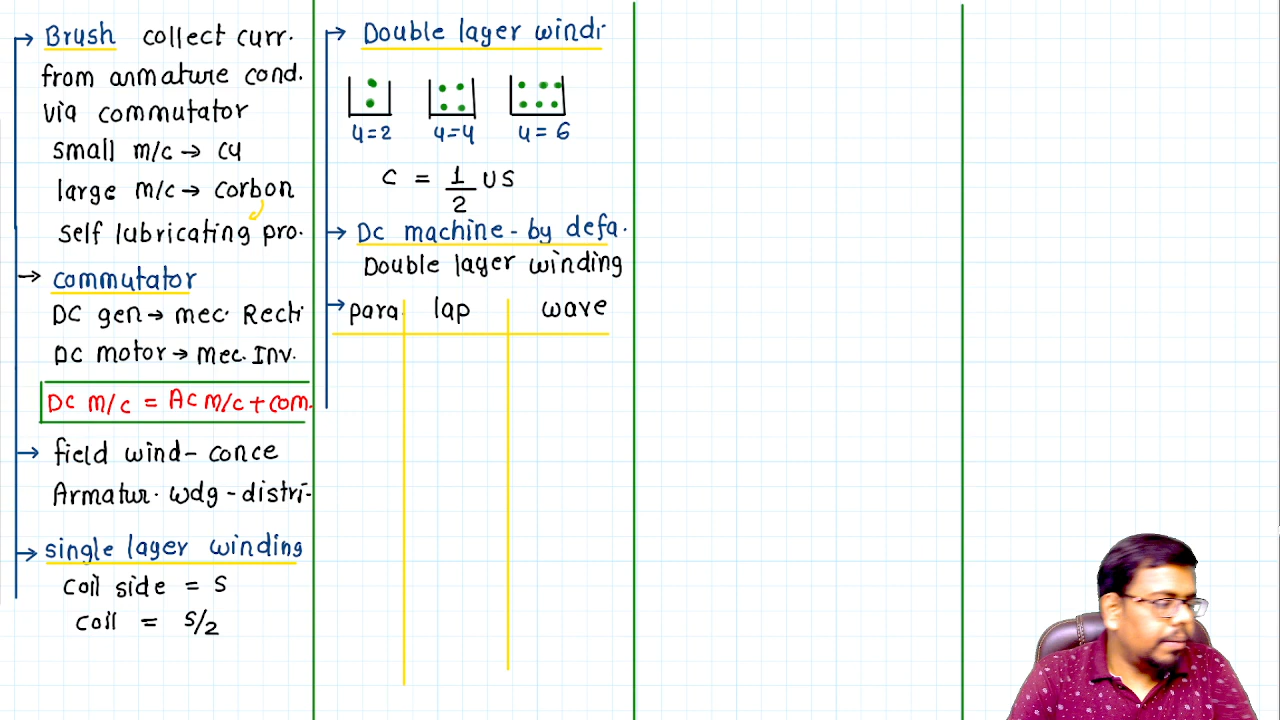 Brush collect curr.
from armature cond.
via commutator
small m/c → cu
large m/c → carbon
self lubricating pro.
commutator
DC gen → mec. Recti
DC motor → mec. Inv.
Dc m/c = Ac m/c + com.
field wind - conce
Armatur. wdg - distri-
single layer winding
coil side = S
coil = S/2
Double layer windi
u=2 u=4 u=6
C = 1/2 US
Dc machine - by defa.
Double layer winding
para. lap wave